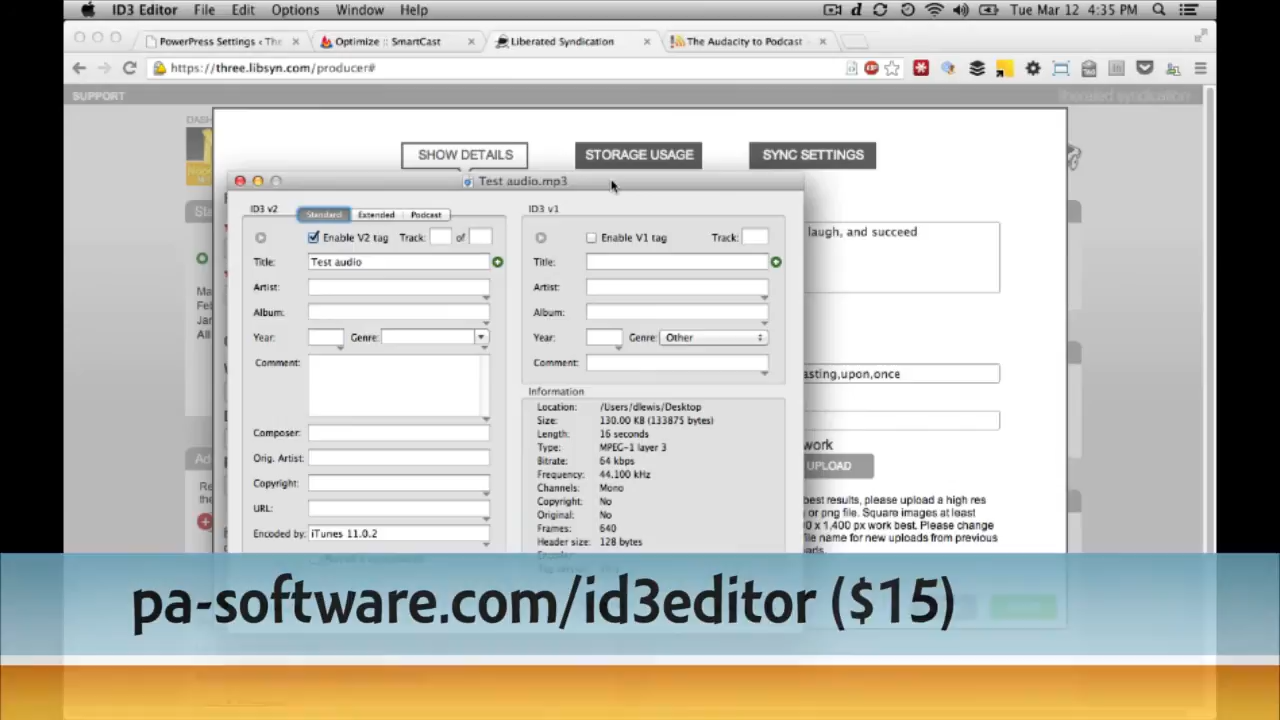 ID3 Editor File Edit Options Window Help Tue Mar 12 4:35 PM
PowerPress Settings ‹ The Optimize :: SmartCast Liberated Syndication The Audacity to Podcast
https://three.libsyn.com/producer#
SUPPORT liberated syndication
DASH
SHOW DETAILS STORAGE USAGE SYNC SETTINGS
Test audio.mp3
ID3 v2 Standard Extended Podcast ID3 v1
Enable V2 tag Track: of Enable V1 tag Track:
laugh, and succeed
Title: Test audio Title:
Artist: Artist:
Album: Album:
Year: Genre: Year: Genre: Other
Comment: Comment:
asting,upon,once
Information
Location: /Users/dlewis/Desktop
Size: 130.00 KB (133875 bytes)
Length: 16 seconds
Type: MPEG-1 layer 3
Bitrate: 64 kbps
Frequency: 44.100 kHz
Channels: Mono
Copyright: No
Original: No
Frames: 640
Header size: 128 bytes
Composer:
Orig. Artist:
Copyright:
URL:
Encoded by: iTunes 11.0.2
work
UPLOAD
best results, please upload a high res
or png file. Square images at least
0 x 1,400 px work best. Please change
file name for new uploads from previous
pa-software.com/id3editor ($15)